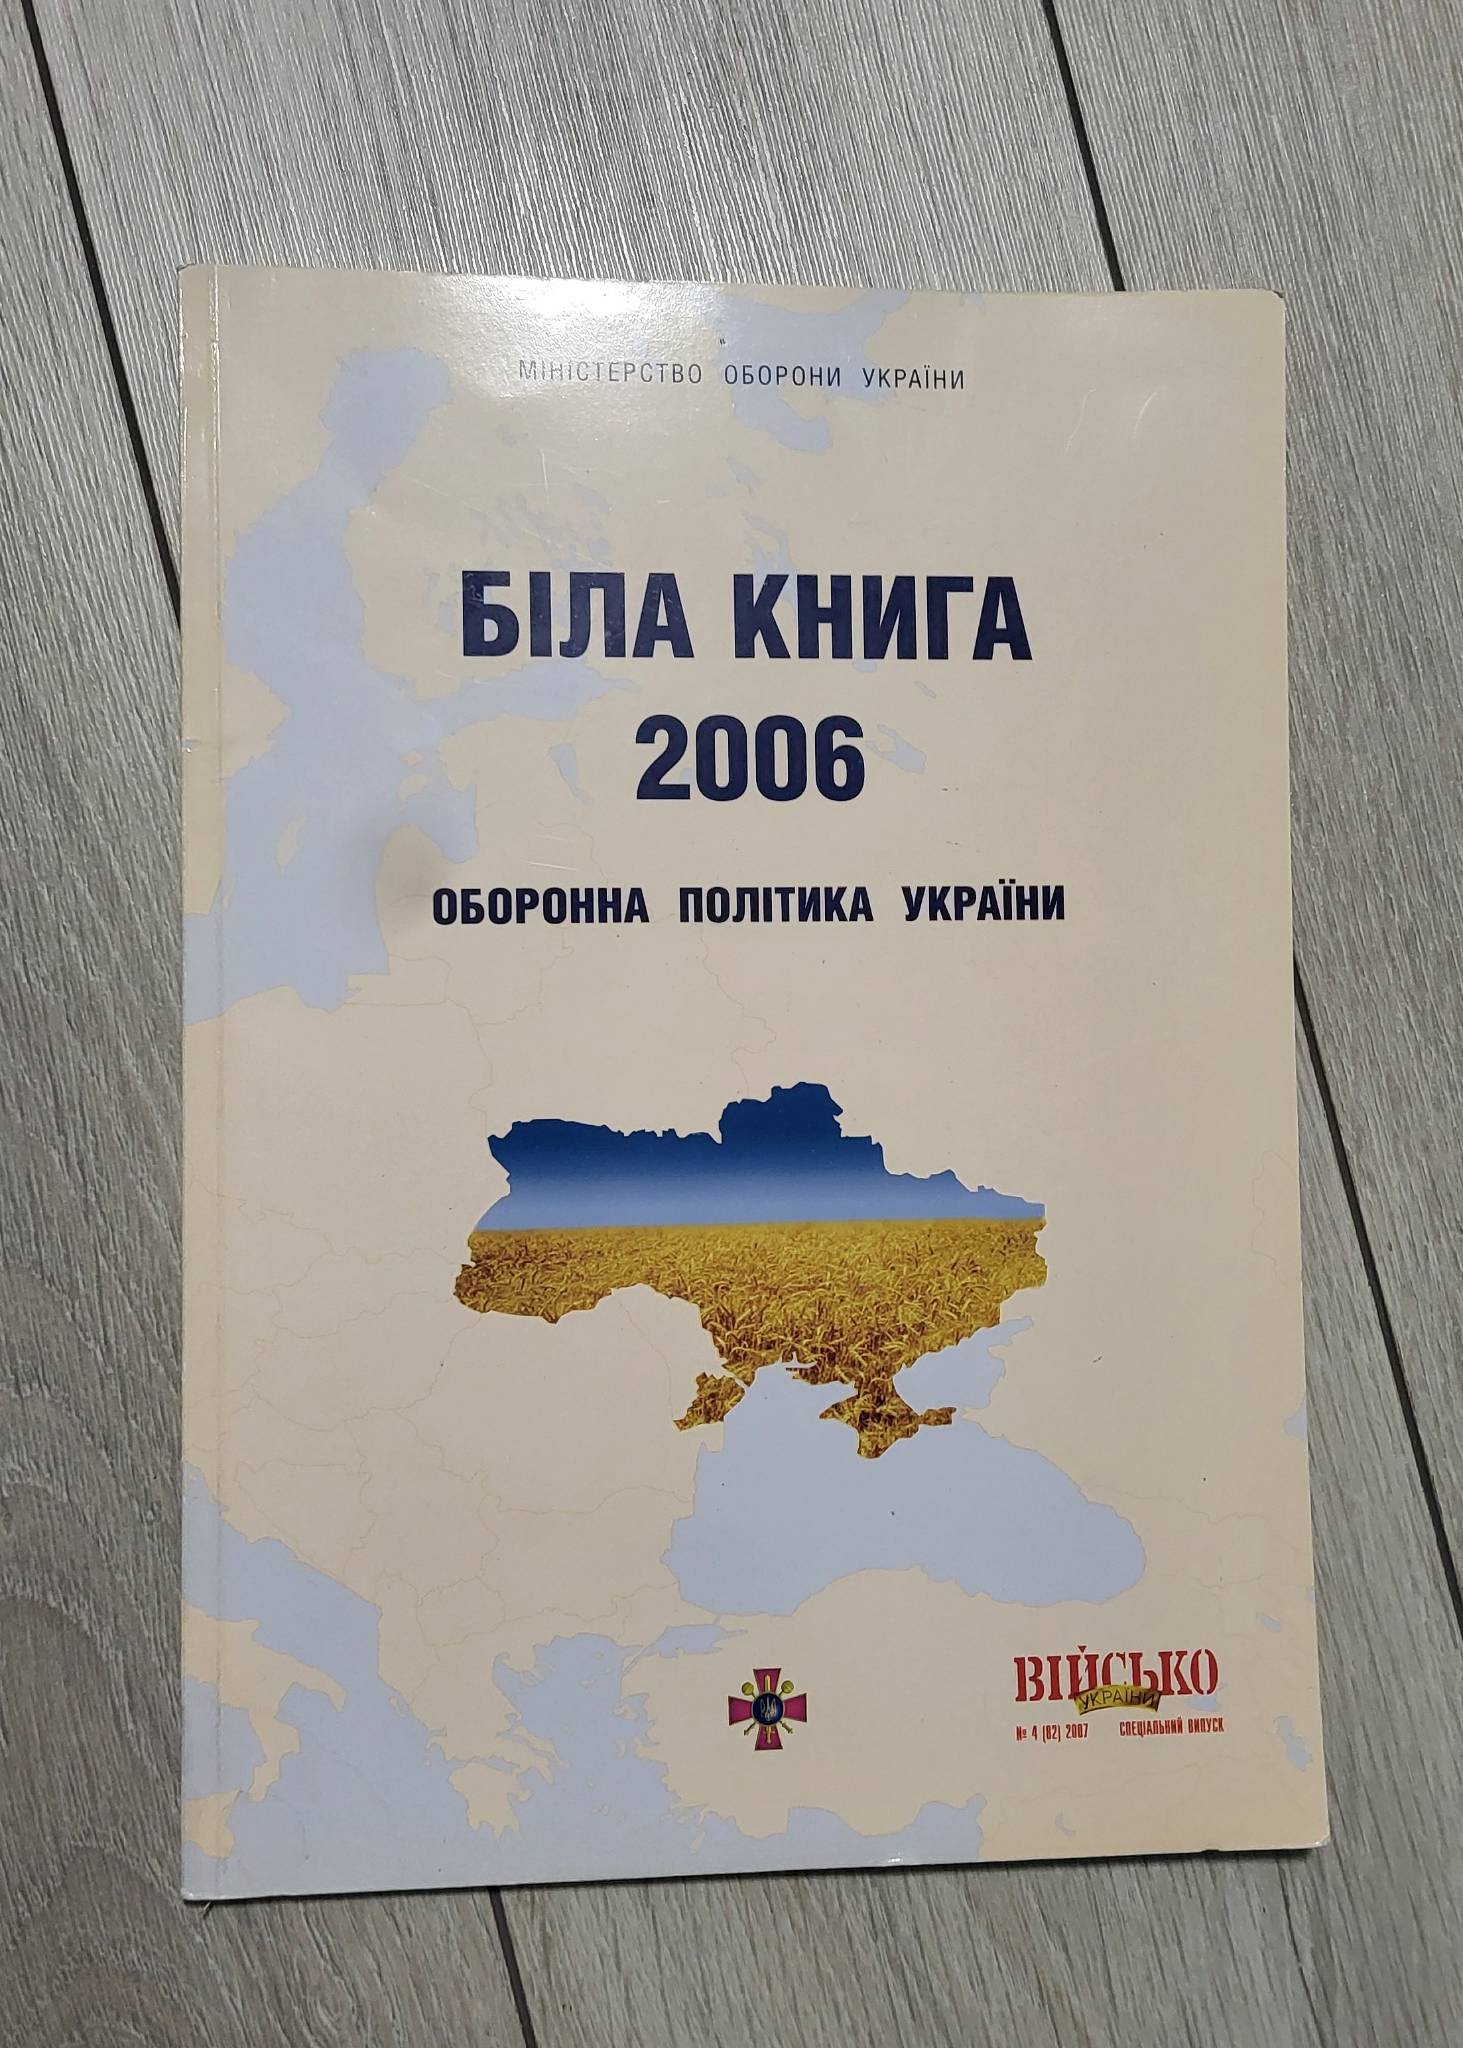 МІНІСТЕРСТВО ОБОРОНИ УКРАЇНИ
БІЛА КНИГА
2006
ОБОРОННА ПОЛІТИКА УКРАЇНИ
ВІЙСЬКО
УКРАЇНИ
№ 4 (82) 2007 СПЕЦІАЛЬНИЙ ВИПУСК